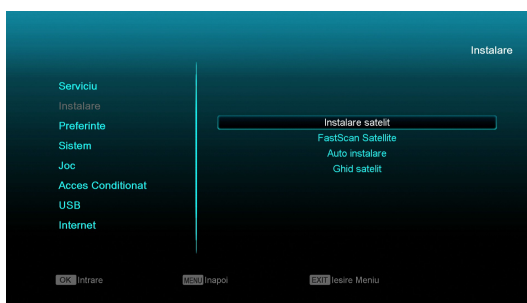 Instalare
Serviciu
Instalare
Preferinte
Sistem
Joc
Acces Conditionat
USB
Internet
Instalare satelit
FastScan Satellite
Auto instalare
Ghid satelit
OK Intrare
MENU Inapoi
EXIT Iesire Meniu